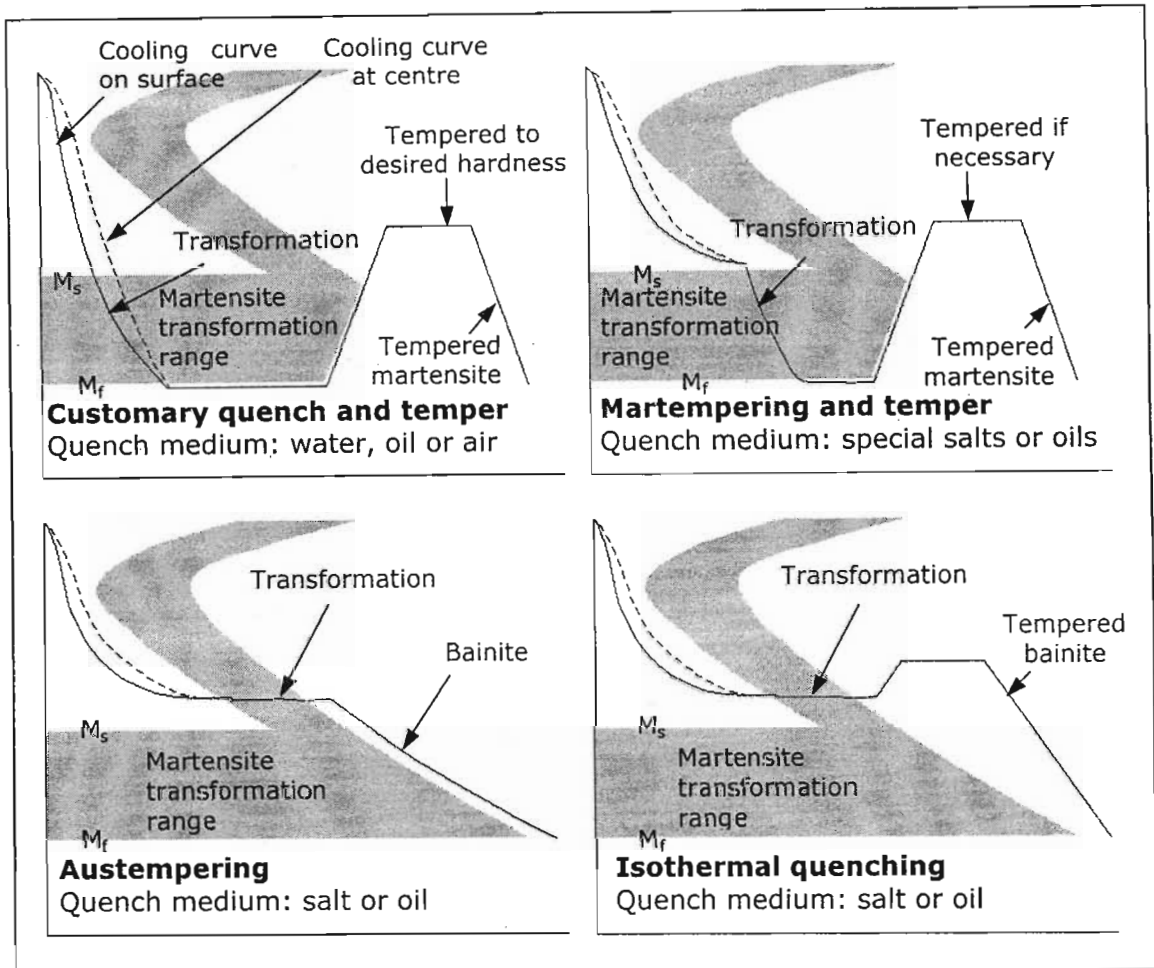 Cooling curve
on surface
Cooling curve
at centre
Tempered to
desired hardness
Transformation
Ms
Martensite
transformation
range
Tempered
martensite
Mf
Customary quench and temper
Quench medium: water, oil or air
Tempered if
necessary
Transformation
Ms
Martensite
transformation
range
Tempered
martensite
Mf
Martempering and temper
Quench medium: special salts or oils
Transformation
Bainite
Ms
Martensite
transformation
range
Mf
Austempering
Quench medium: salt or oil
Transformation
Tempered
bainite
Ms
Martensite
transformation
range
Mf
Isothermal quenching
Quench medium: salt or oil